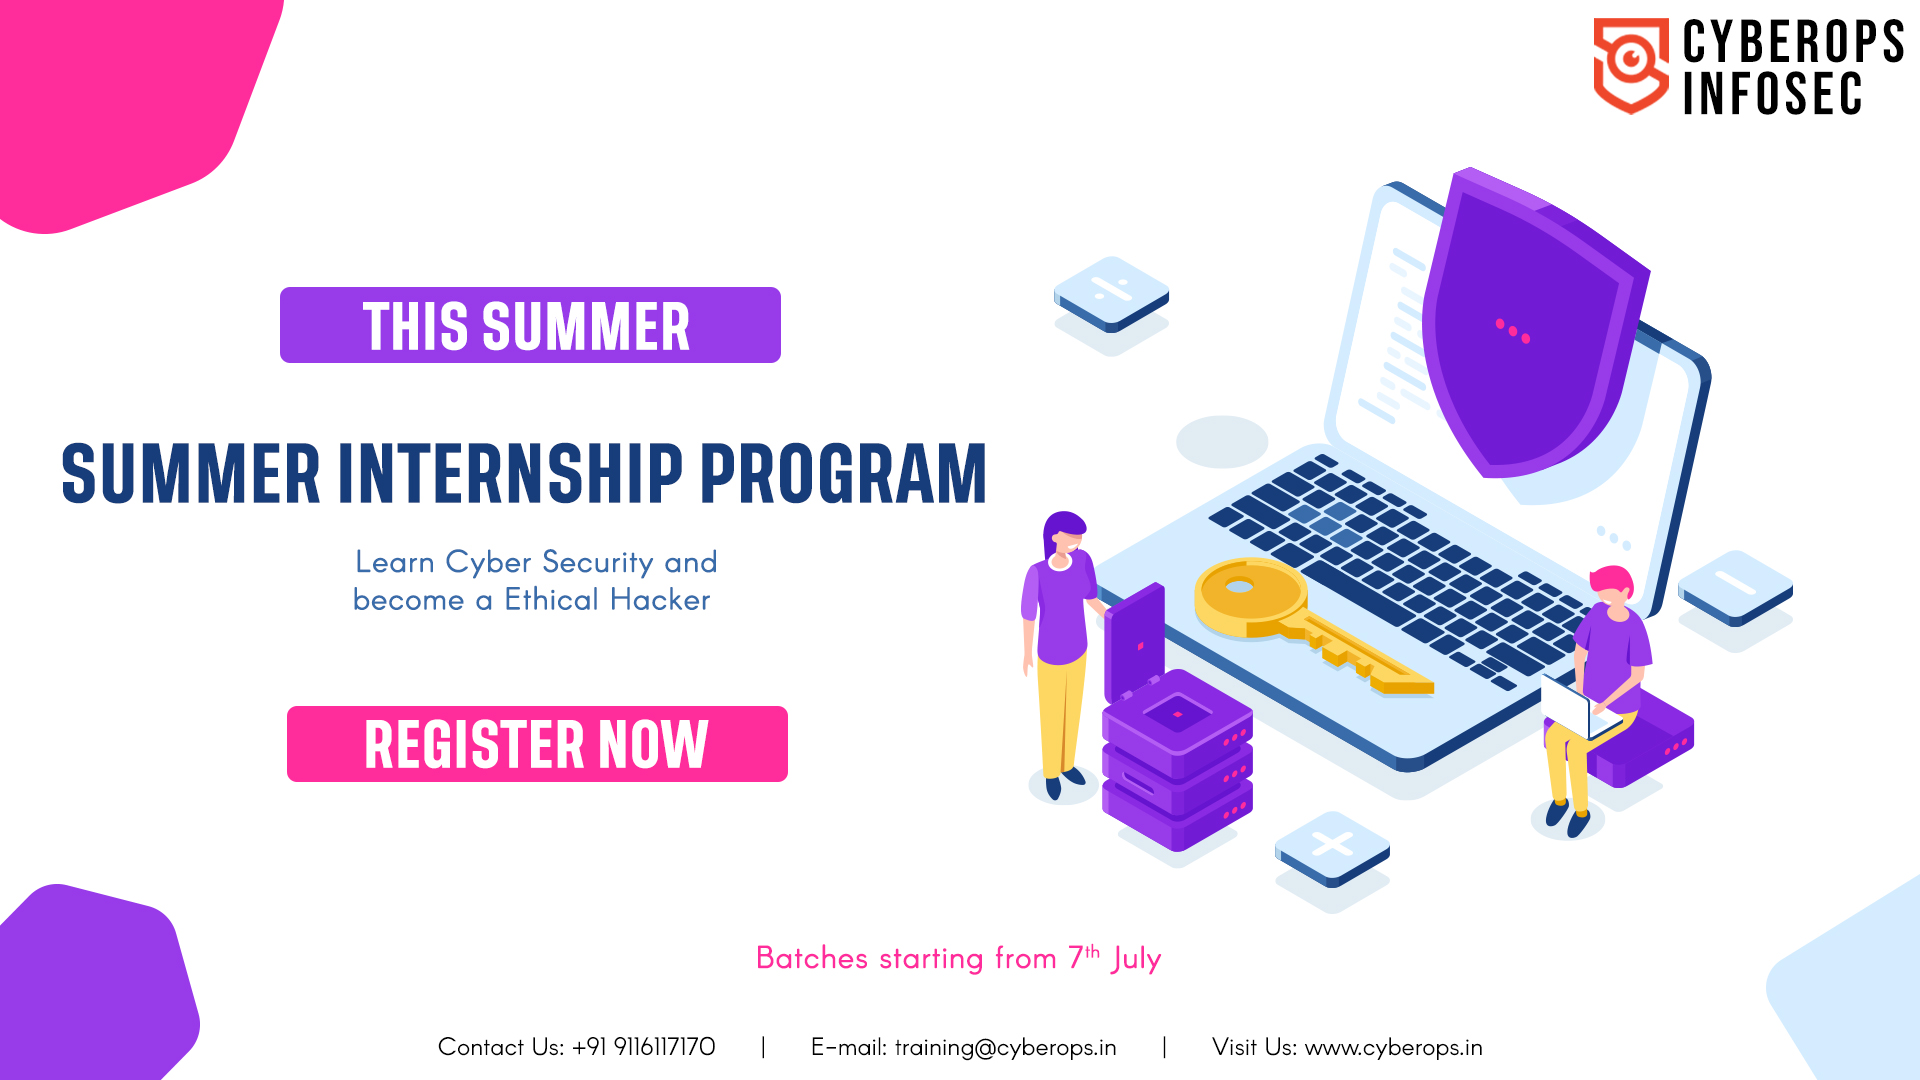 CYBEROPS
INFOSEC
THIS SUMMER
SUMMER INTERNSHIP PROGRAM
Learn Cyber Security and
become a Ethical Hacker
REGISTER NOW
Batches starting from 7th July
Contact Us: +91 9116117170 | E-mail: training@cyberops.in | Visit Us: www.cyberops.in